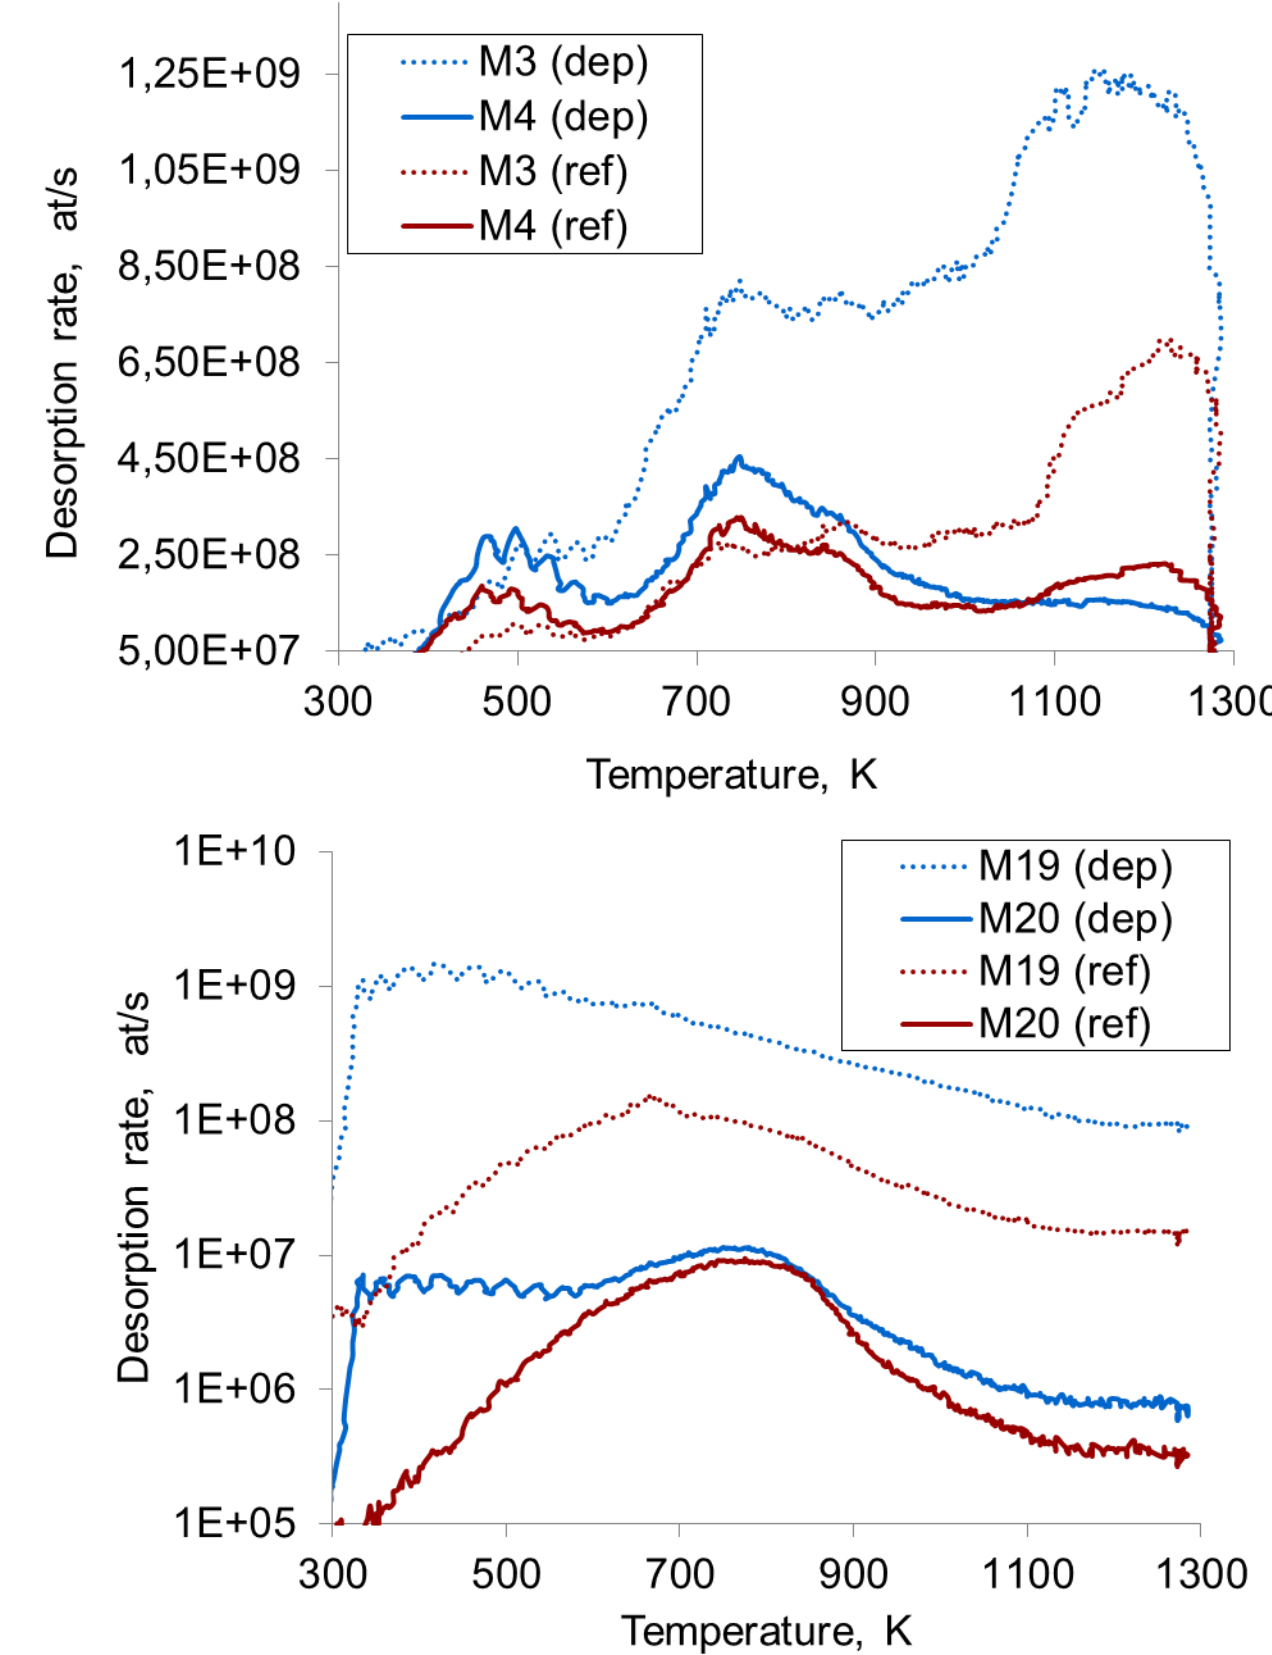 M3 (dep)
M4 (dep)
M3 (ref)
M4 (ref)
1,25E+09
1,05E+09
8,50E+08
6,50E+08
4,50E+08
2,50E+08
5,00E+07
Desorption rate, at/s
300 500 700 900 1100 1300
Temperature, K
M19 (dep)
M20 (dep)
M19 (ref)
M20 (ref)
1E+10
1E+09
1E+08
1E+07
1E+06
1E+05
Desorption rate, at/s
300 500 700 900 1100 1300
Temperature, K